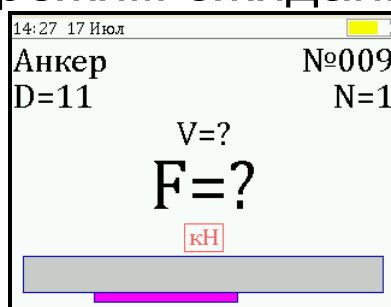 14:27 17 Июл
Анкер №009
D=11 N=1
V=?
F=?
кН